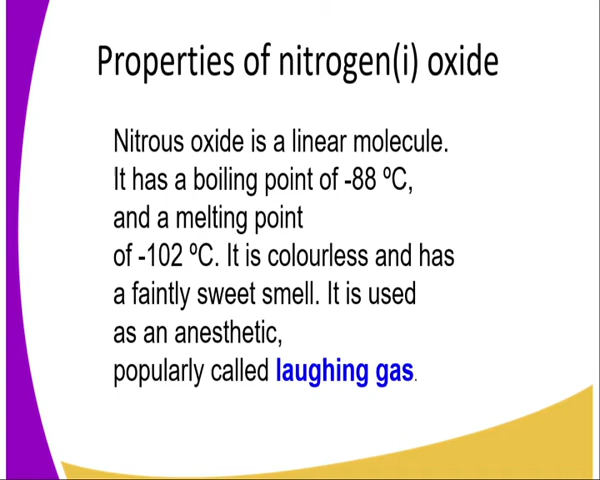 Properties of nitrogen(i) oxide
Nitrous oxide is a linear molecule.
It has a boiling point of -88 ºC,
and a melting point
of -102 ºC. It is colourless and has
a faintly sweet smell. It is used
as an anesthetic,
popularly called laughing gas.